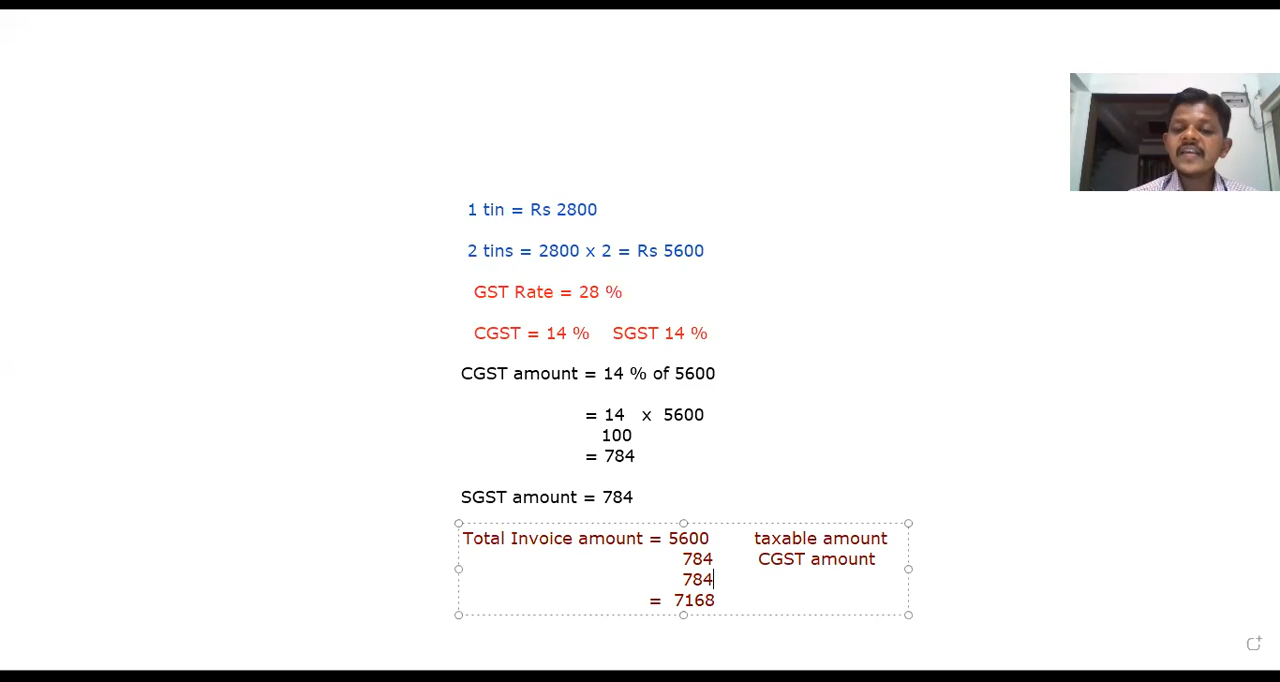 1 tin = Rs 2800
2 tins = 2800 x 2 = Rs 5600
GST Rate = 28 %
CGST = 14 % SGST 14 %
CGST amount = 14 % of 5600
= 14 x 5600
100
= 784
SGST amount = 784
Total Invoice amount = 5600 taxable amount
784 CGST amount
784
= 7168